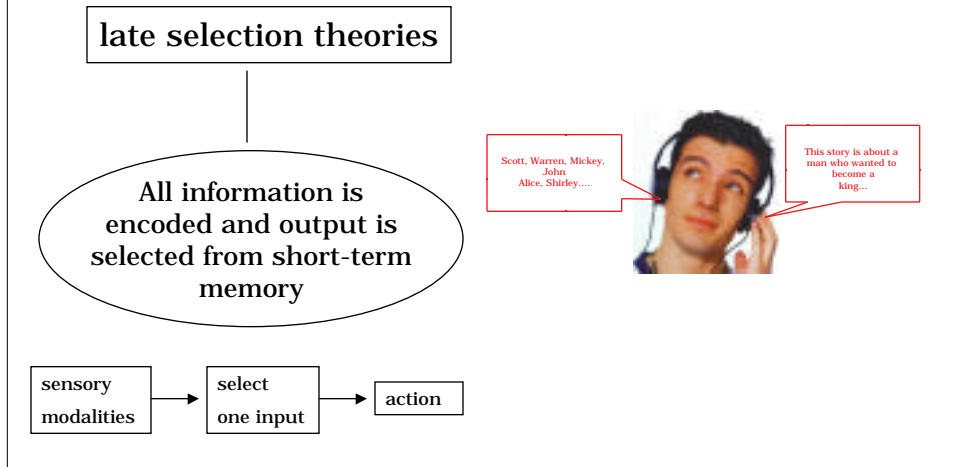 late selection theories
All information is
encoded and output is
selected from short-term
memory
Scott, Warren, Mickey,
John
Alice, Shirley....
This story is about a
man who wanted to
become a
king...
sensory
modalities
select
one input
action